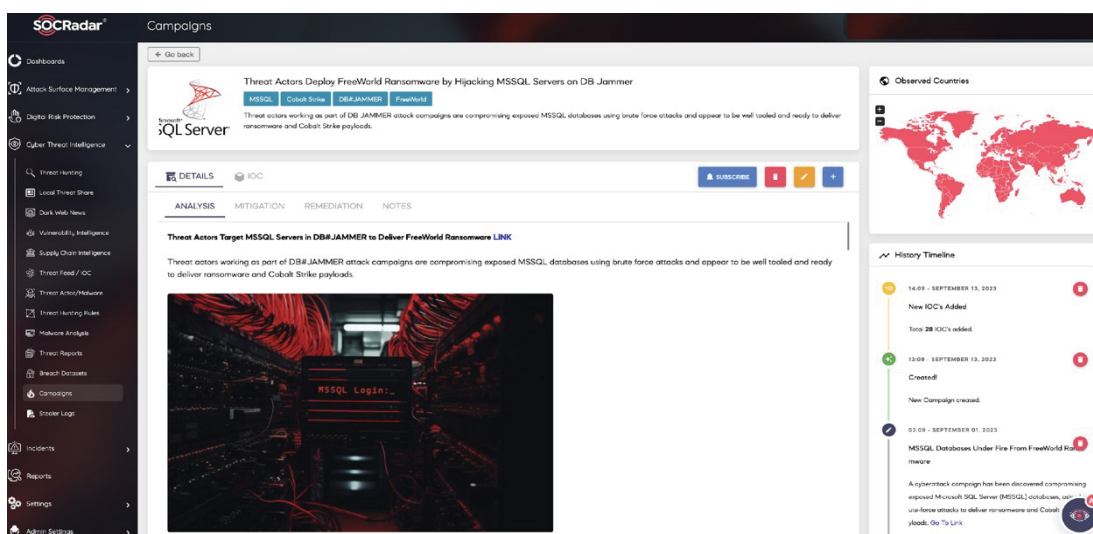 SOCRadar®
Campaigns
← Go back
Dashboards
Attack Surface Management
Digital Risk Protection
Cyber Threat Intelligence
Threat Hunting
Local Threat Share
Dark Web News
Vulnerability Intelligence
Supply Chain Intelligence
Threat Feed / IOC
Threat Actor/Malware
Threat Hunting Rules
Malware Analysis
Threat Reports
Breach Datasets
Campaigns
Stealer Logs
Incidents
Reports
Settings
Admin Settings
SQL Server
Threat Actors Deploy FreeWorld Ransomware by Hijacking MSSQL Servers on DB Jammer
MSSQL
Cobalt Strike
DB#JAMMER
FreeWorld
Threat actors working as part of DB JAMMER attack campaigns are compromising exposed MSSQL databases using brute force attacks and appear to be well tooled and ready to deliver
ransomware and Cobalt Strike payloads.
DETAILS
IOC
SUBSCRIBE
+
ANALYSIS
MITIGATION
REMEDIATION
NOTES
Threat Actors Target MSSQL Servers in DB#JAMMER to Deliver FreeWorld Ransomware LINK
Threat actors working as part of DB#JAMMER attack campaigns are compromising exposed MSSQL databases using brute force attacks and appear to be well tooled and ready
to deliver ransomware and Cobalt Strike payloads.
MSSQL Login:_
Observed Countries
+
−
History Timeline
14:09 - SEPTEMBER 13, 2023
New IOC's Added
Total 28 IOC's added.
13:09 - SEPTEMBER 13, 2023
Created!
New Campaign created.
03:09 - SEPTEMBER 01, 2023
MSSQL Databases Under Fire From FreeWorld
mware
A cyberattack campaign has been discovered compromising
exposed Microsoft SQL Server (MSSQL) databases,
ute-force attacks to deliver ransomware and Cobalt
yloads. Go To Link